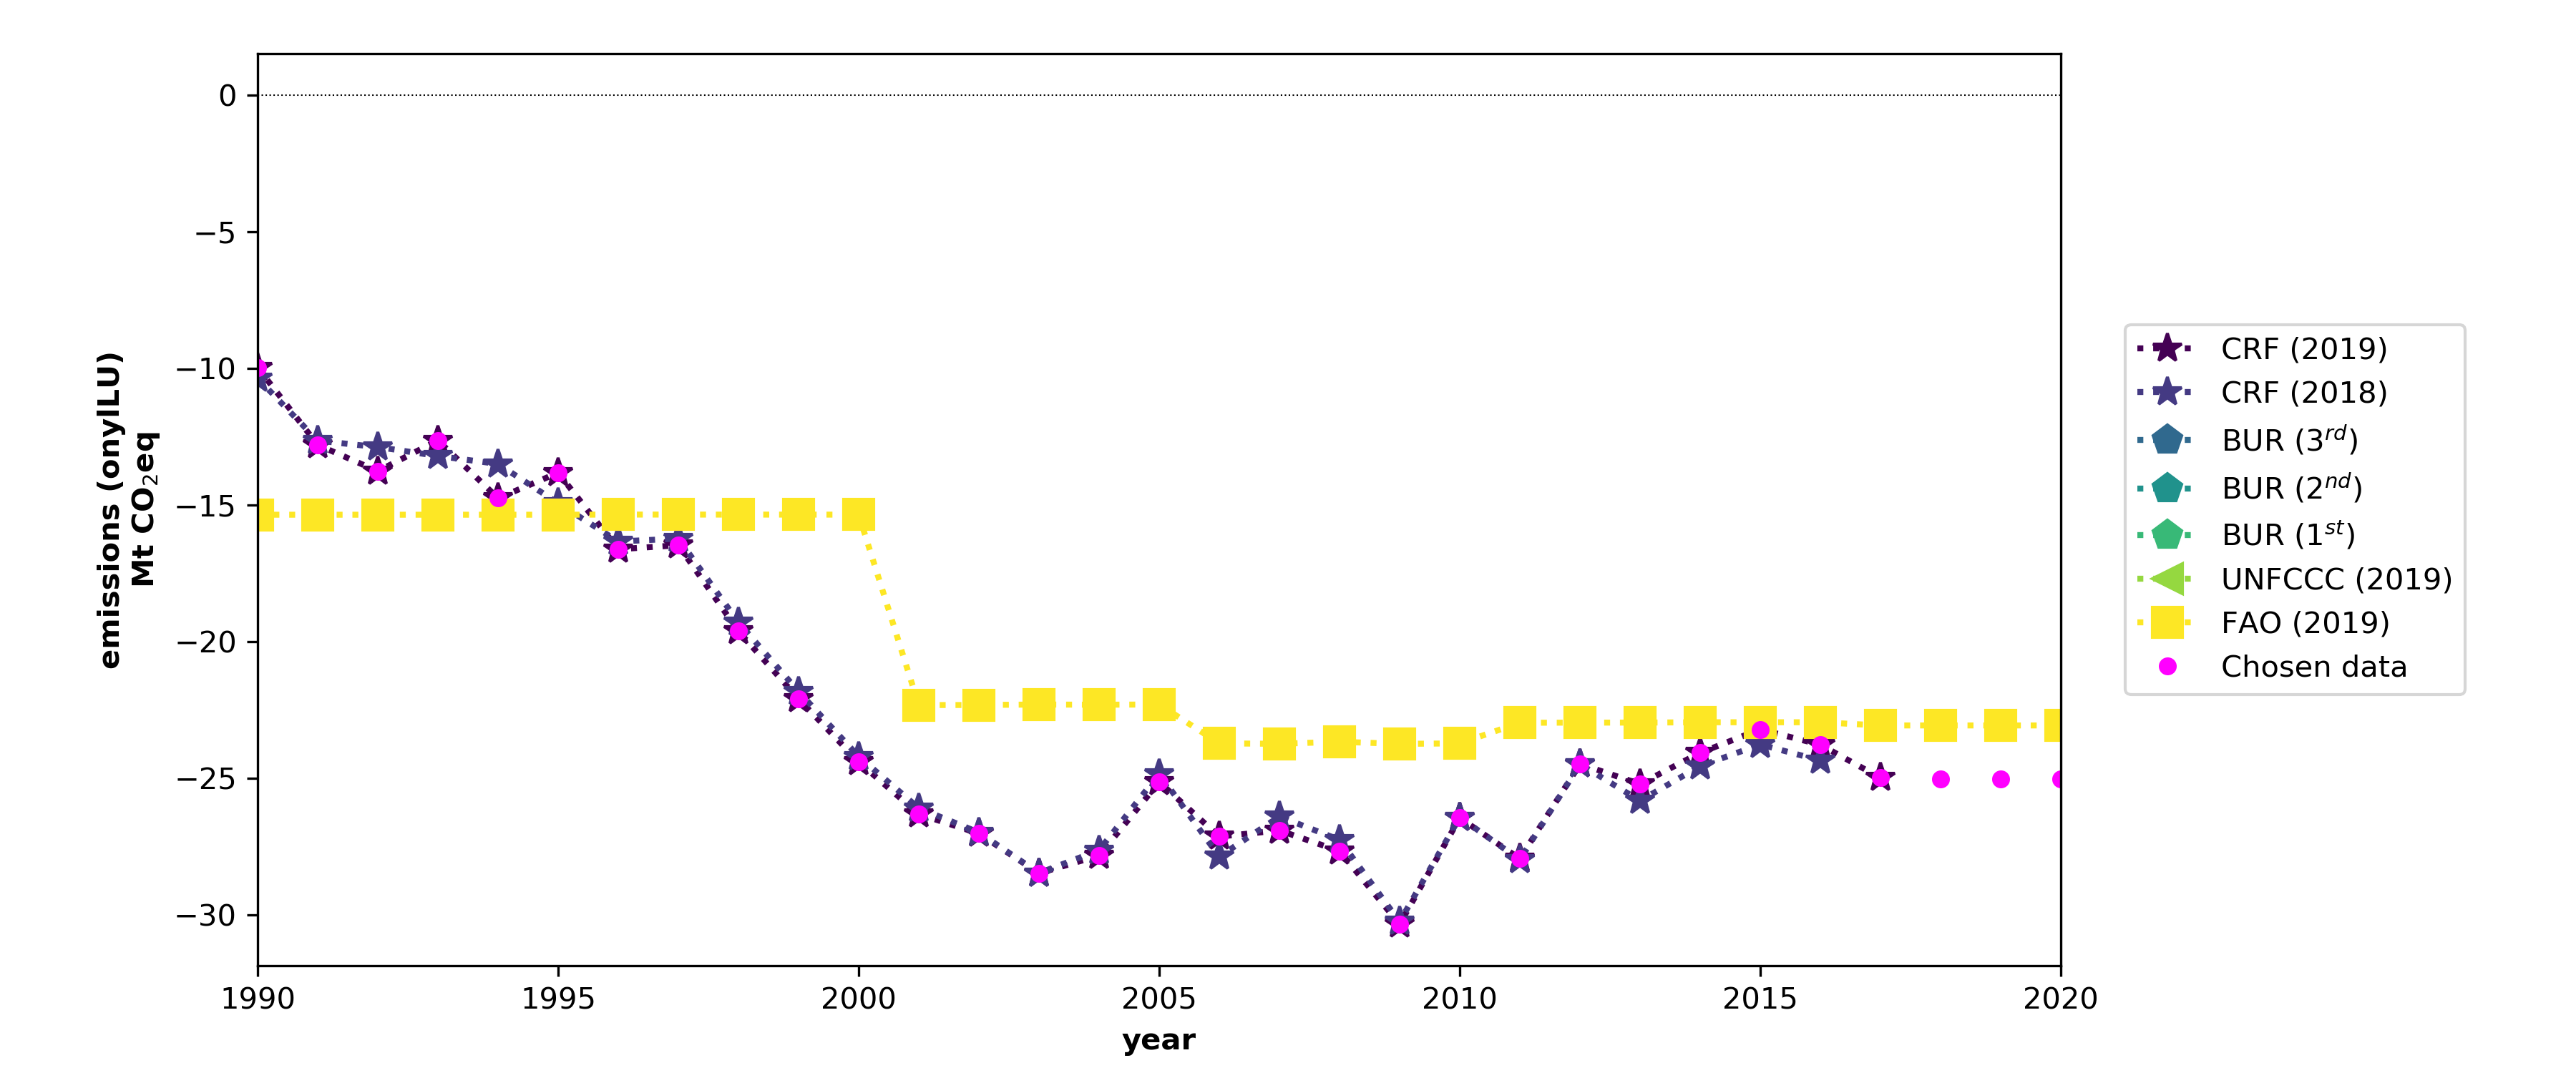 emissions (onylLU)
Mt CO₂eq
0
−5
−10
−15
−20
−25
−30
1990
1995
2000
2005
2010
2015
2020
year
CRF (2019)
CRF (2018)
BUR (3ʳᵈ)
BUR (2ⁿᵈ)
BUR (1ˢᵗ)
UNFCCC (2019)
FAO (2019)
Chosen data